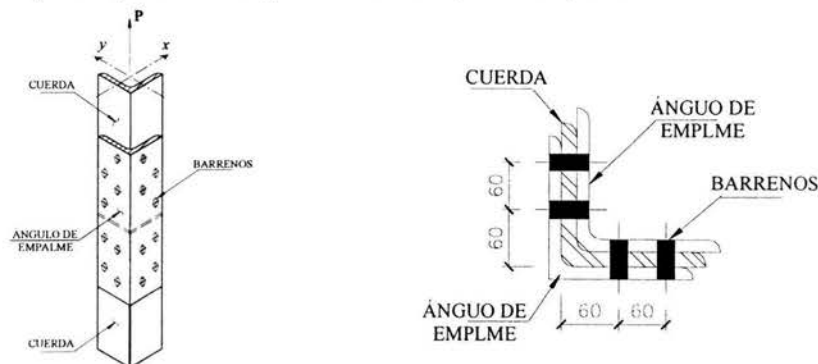 P
y
x
CUERDA
BARRENOS
ANGULO DE
EMPALME
CUERDA
CUERDA
ÁNGUO DE
EMPLME
BARRENOS
60
60
ÁNGUO DE
EMPLME
60
60